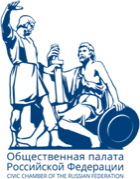 Общественная палата
Российской Федерации
CIVIC CHAMBER OF THE RUSSIAN FEDERATION